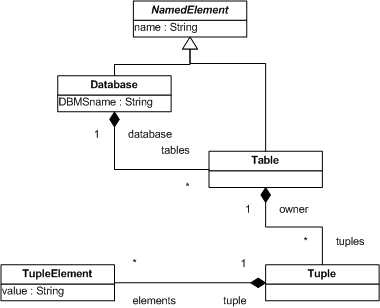 NamedElement
name : String
Database
DBMSname : String
1
database
tables
*
Table
1
owner
*
tuples
TupleElement
value : String
*
elements
1
tuple
Tuple